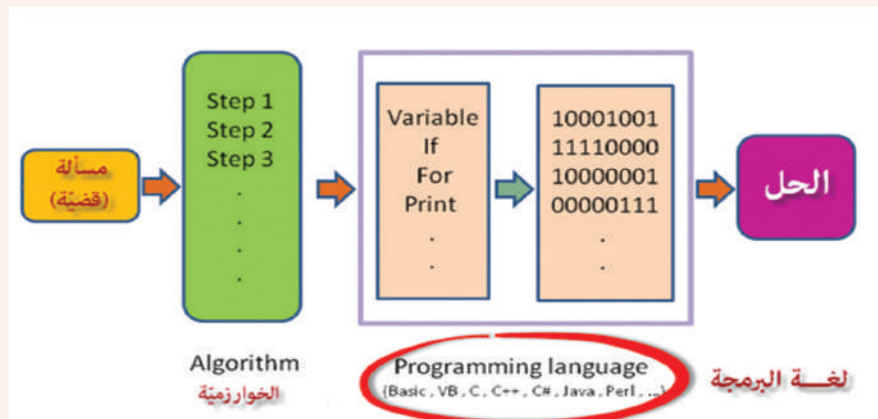 مسألة
(قضيّة)
Step 1
Step 2
Step 3
.
.
.
.
Variable
If
For
Print
.
.
10001001
11110000
10000001
00000111
.
.
الحل
Algorithm
الخوارزميّة
Programming language
{Basic , VB , C , C++ , C# , Java , Perl , ...}
لغـــة البرمجة